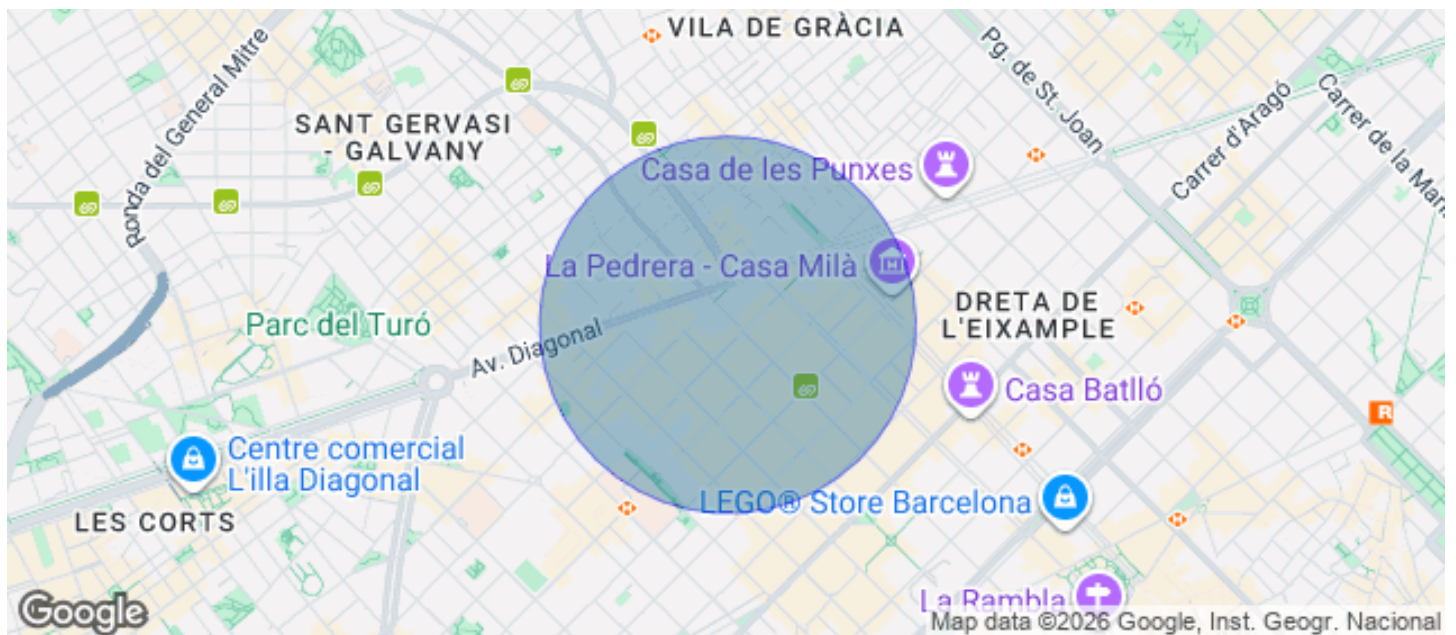 VILA DE GRÀCIA
Pg. de St. Joan
Ronda del General Mitre
SANT GERVASI
- GALVANY
Carrer d'Aragó
Carrer de la Mari
Casa de les Punxes
La Pedrera - Casa Milà
DRETA DE
L'EIXAMPLE
Parc del Turó
Av. Diagonal
Casa Batlló
R
Centre comercial
L'illa Diagonal
LEGO® Store Barcelona
LES CORTS
La Rambla
Google
Map data ©2026 Google, Inst. Geogr. Nacional